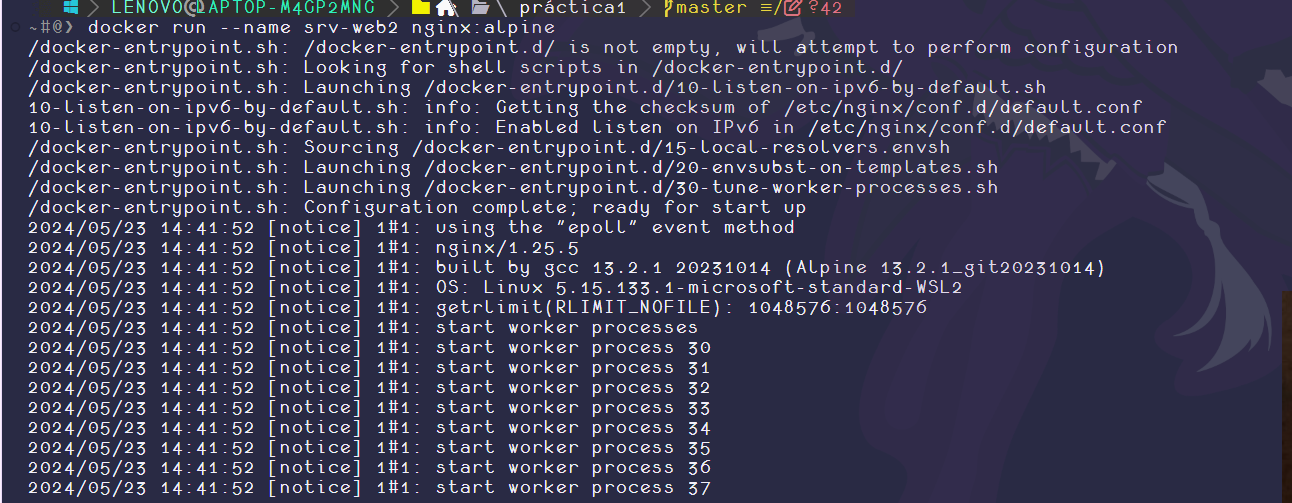 LENOVO@LAPTOP-M4GP2MNG \ práctica1 master ≡/ ?42
~#@❯ docker run --name srv-web2 nginx:alpine
/docker-entrypoint.sh: /docker-entrypoint.d/ is not empty, will attempt to perform configuration
/docker-entrypoint.sh: Looking for shell scripts in /docker-entrypoint.d/
/docker-entrypoint.sh: Launching /docker-entrypoint.d/10-listen-on-ipv6-by-default.sh
10-listen-on-ipv6-by-default.sh: info: Getting the checksum of /etc/nginx/conf.d/default.conf
10-listen-on-ipv6-by-default.sh: info: Enabled listen on IPv6 in /etc/nginx/conf.d/default.conf
/docker-entrypoint.sh: Sourcing /docker-entrypoint.d/15-local-resolvers.envsh
/docker-entrypoint.sh: Launching /docker-entrypoint.d/20-envsubst-on-templates.sh
/docker-entrypoint.sh: Launching /docker-entrypoint.d/30-tune-worker-processes.sh
/docker-entrypoint.sh: Configuration complete; ready for start up
2024/05/23 14:41:52 [notice] 1#1: using the "epoll" event method
2024/05/23 14:41:52 [notice] 1#1: nginx/1.25.5
2024/05/23 14:41:52 [notice] 1#1: built by gcc 13.2.1 20231014 (Alpine 13.2.1_git20231014)
2024/05/23 14:41:52 [notice] 1#1: OS: Linux 5.15.133.1-microsoft-standard-WSL2
2024/05/23 14:41:52 [notice] 1#1: getrlimit(RLIMIT_NOFILE): 1048576:1048576
2024/05/23 14:41:52 [notice] 1#1: start worker processes
2024/05/23 14:41:52 [notice] 1#1: start worker process 30
2024/05/23 14:41:52 [notice] 1#1: start worker process 31
2024/05/23 14:41:52 [notice] 1#1: start worker process 32
2024/05/23 14:41:52 [notice] 1#1: start worker process 33
2024/05/23 14:41:52 [notice] 1#1: start worker process 34
2024/05/23 14:41:52 [notice] 1#1: start worker process 35
2024/05/23 14:41:52 [notice] 1#1: start worker process 36
2024/05/23 14:41:52 [notice] 1#1: start worker process 37